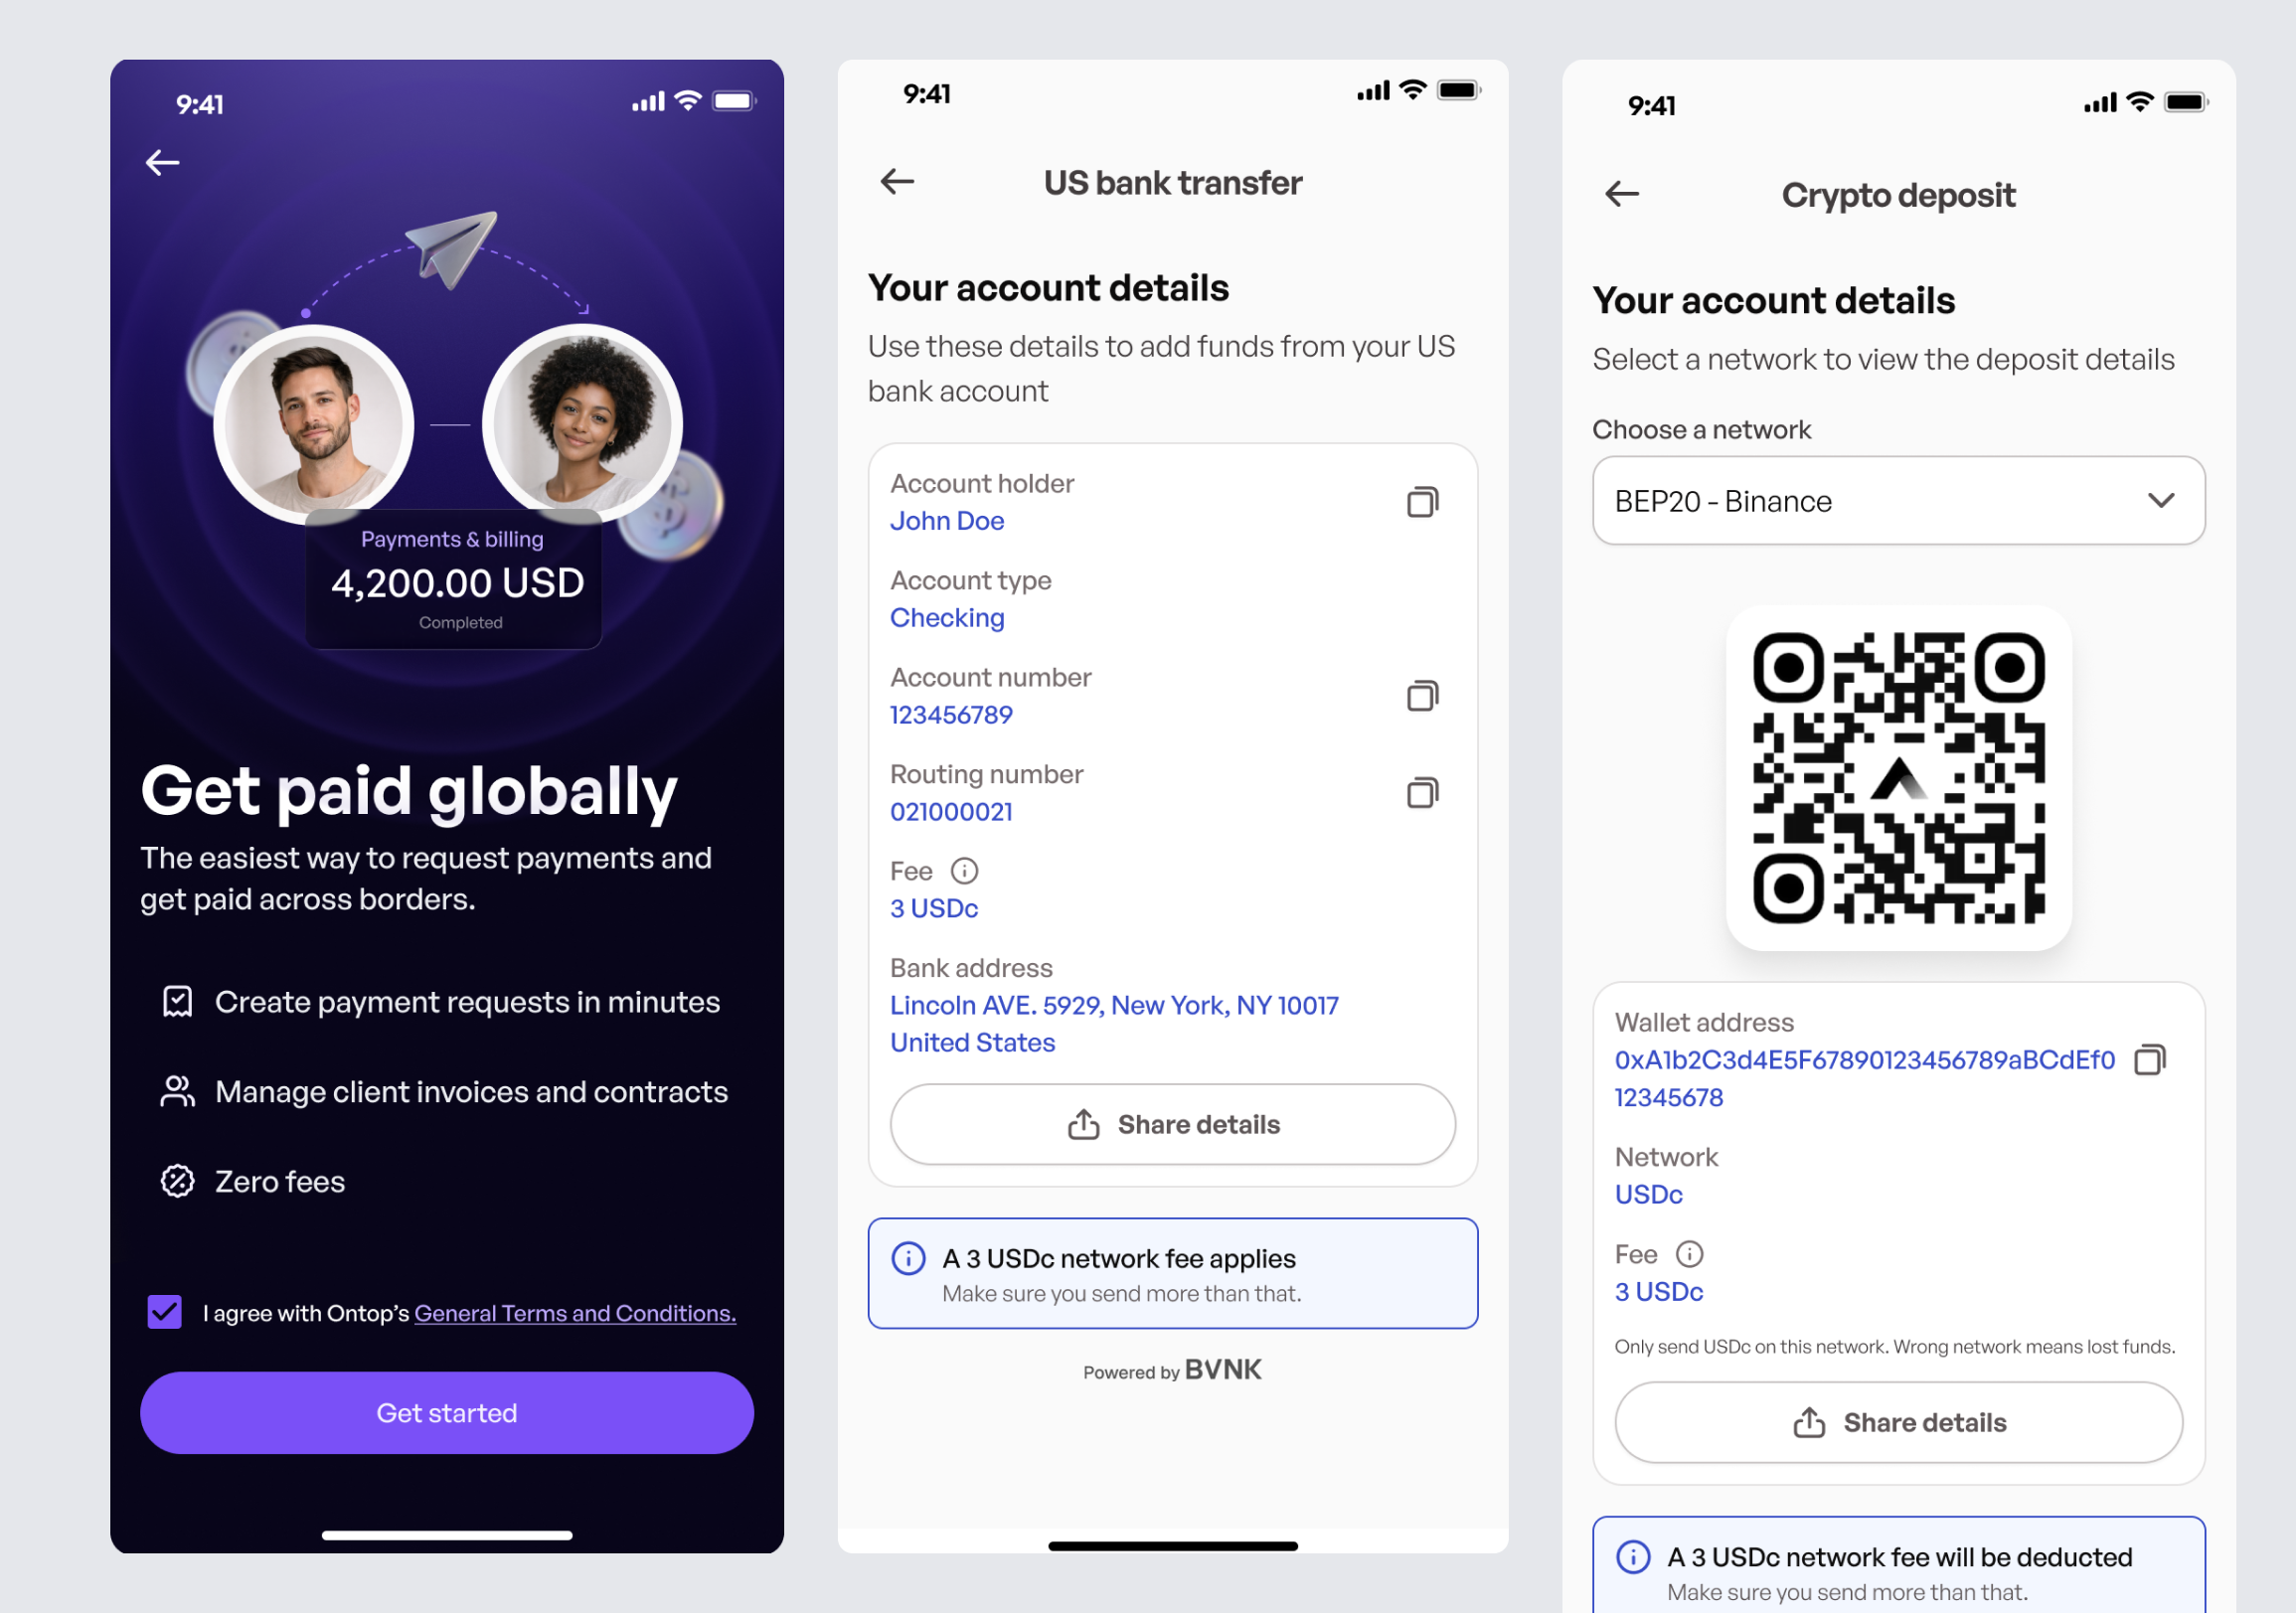 9:41
Payments & billing
4,200.00 USD
Completed
Get paid globally
The easiest way to request payments and
get paid across borders.
Create payment requests in minutes
Manage client invoices and contracts
Zero fees
I agree with Ontop's General Terms and Conditions.
Get started
9:41
US bank transfer
Your account details
Use these details to add funds from your US
bank account
Account holder
John Doe
Account type
Checking
Account number
123456789
Routing number
021000021
Fee
3 USDc
Bank address
Lincoln AVE. 5929, New York, NY 10017
United States
Share details
A 3 USDc network fee applies
Make sure you send more than that.
Powered by BVNK
9:41
Crypto deposit
Your account details
Select a network to view the deposit details
Choose a network
BEP20 - Binance
Wallet address
0xA1b2C3d4E5F67890123456789aBCdEf0
12345678
Network
USDc
Fee
3 USDc
Only send USDc on this network. Wrong network means lost funds.
Share details
A 3 USDc network fee will be deducted
Make sure you send more than that.